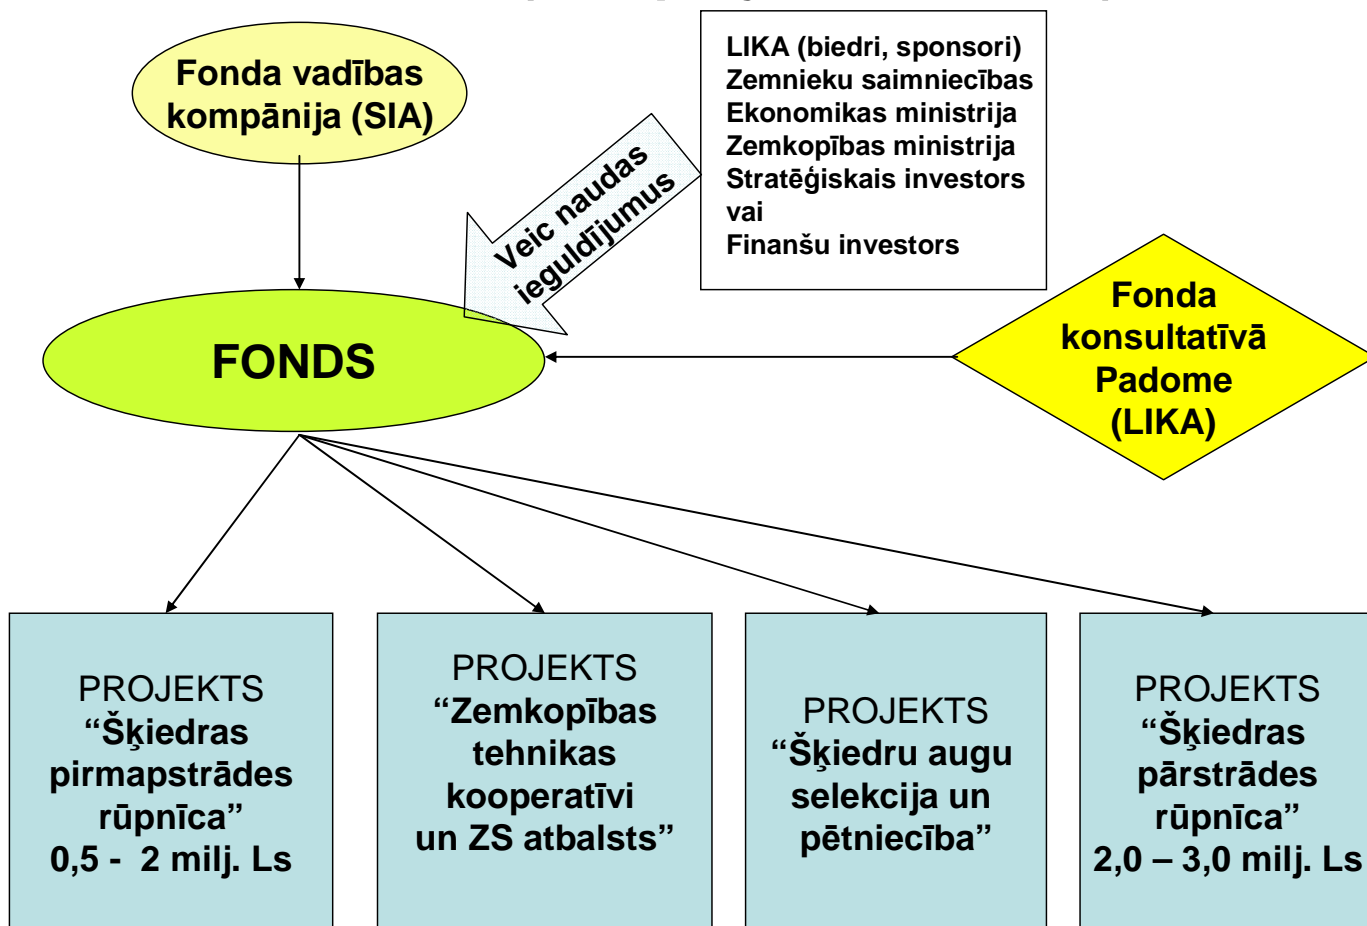 Fonda vadības
kompānija (SIA)
LIKA (biedri, sponsori)
Zemnieku saimniecības
Ekonomikas ministrija
Zemkopības ministrija
Stratēģiskais investors
vai
Finanšu investors
Veic naudas
ieguldījumus
FONDS
Fonda
konsultatīvā
Padome
(LIKA)
PROJEKTS
“Šķiedras
pirmapstrādes
rūpnīca”
0,5 - 2 milj. Ls
PROJEKTS
“Zemkopības
tehnikas
kooperatīvi
un ZS atbalsts”
PROJEKTS
“Šķiedru augu
selekcija un
pētniecība”
PROJEKTS
“Šķiedras
pārstrādes
rūpnīca”
2,0 – 3,0 milj. Ls